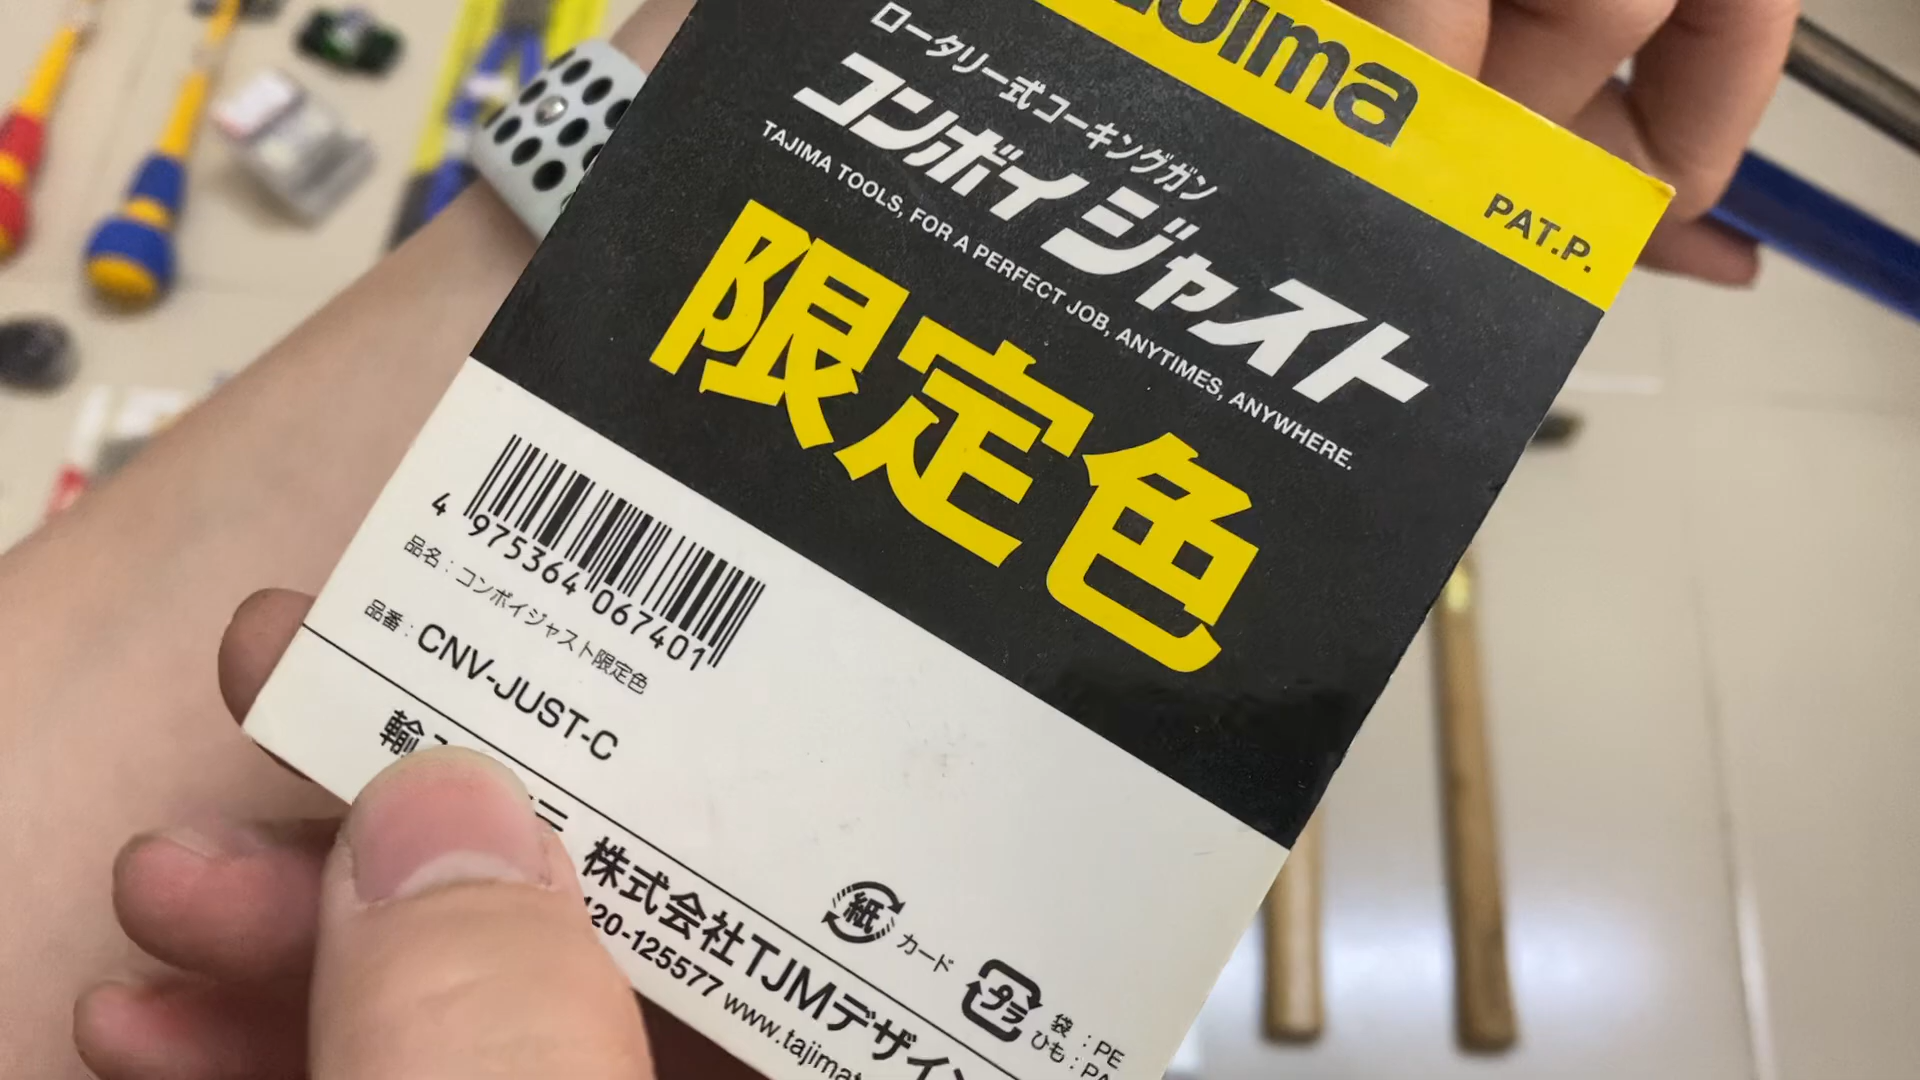 Tajima
PAT.P.
ロータリー式コーキングガン
コンボイ ジャスト
TAJIMA TOOLS, FOR A PERFECT JOB, ANYTIMES, ANYWHERE.
限定色
4 975364 067401
品名：コンボイジャスト限定色
品番：CNV-JUST-C
輸
株式会社TJMデザイン
120-125577 www.tajima
紙 カード
プラ 袋：PE
ひも：PA